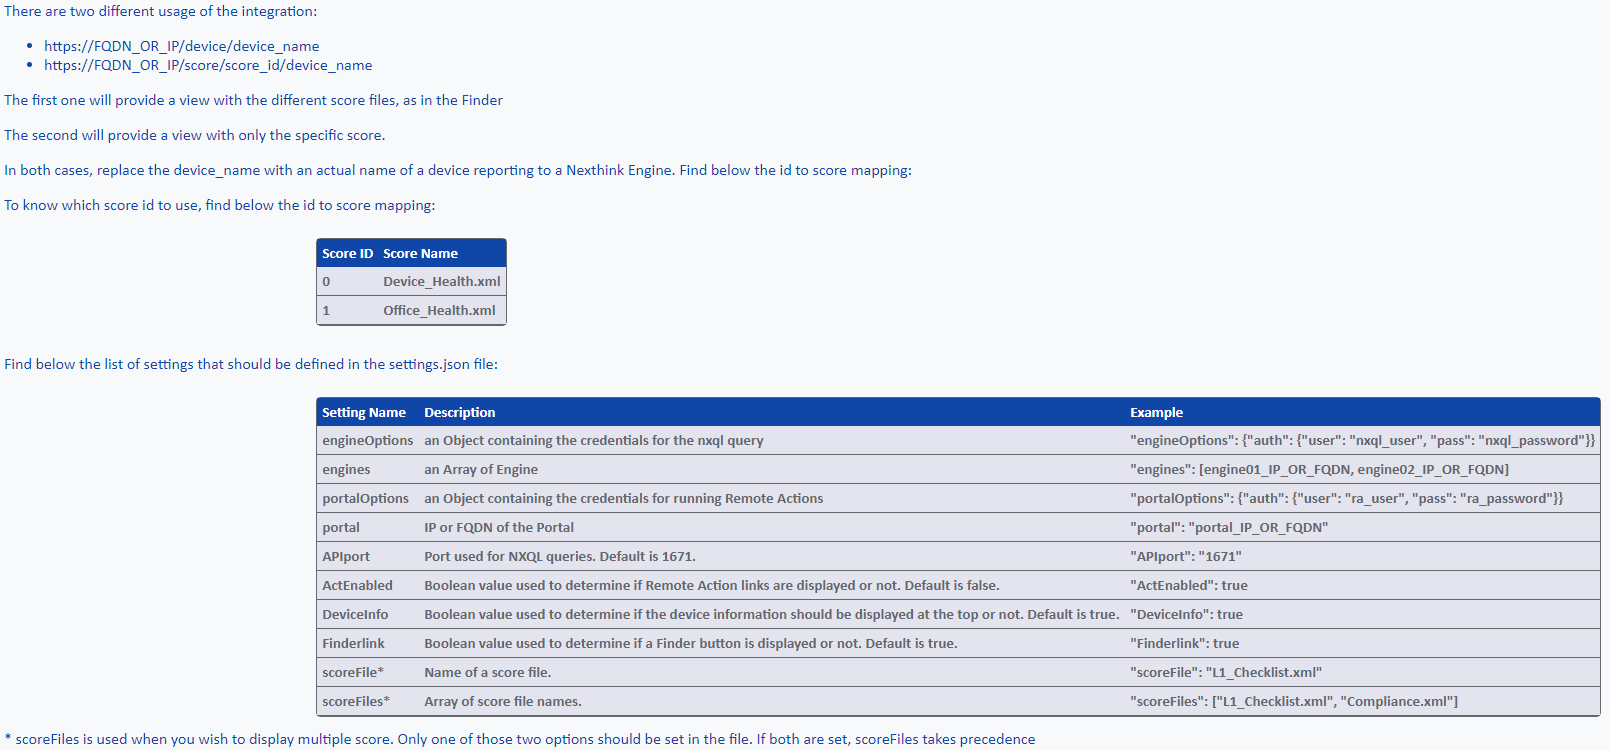 There are two different usage of the integration:
• https://FQDN_OR_IP/device/device_name
• https://FQDN_OR_IP/score/score_id/device_name
The first one will provide a view with the different score files, as in the Finder
The second will provide a view with only the specific score.
In both cases, replace the device_name with an actual name of a device reporting to a Nexthink Engine. Find below the id to score mapping:
To know which score id to use, find below the id to score mapping:
Score ID Score Name
0 Device_Health.xml
1 Office_Health.xml
Find below the list of settings that should be defined in the settings.json file:
Setting Name Description Example
engineOptions an Object containing the credentials for the nxql query "engineOptions": {"auth": {"user": "nxql_user", "pass": "nxql_password"}}
engines an Array of Engine "engines": [engine01_IP_OR_FQDN, engine02_IP_OR_FQDN]
portalOptions an Object containing the credentials for running Remote Actions "portalOptions": {"auth": {"user": "ra_user", "pass": "ra_password"}}
portal IP or FQDN of the Portal "portal": "portal_IP_OR_FQDN"
APIport Port used for NXQL queries. Default is 1671. "APIport": "1671"
ActEnabled Boolean value used to determine if Remote Action links are displayed or not. Default is false. "ActEnabled": true
DeviceInfo Boolean value used to determine if the device information should be displayed at the top or not. Default is true. "DeviceInfo": true
Finderlink Boolean value used to determine if a Finder button is displayed or not. Default is true. "Finderlink": true
scoreFile* Name of a score file. "scoreFile": "L1_Checklist.xml"
scoreFiles* Array of score file names. "scoreFiles": ["L1_Checklist.xml", "Compliance.xml"]
* scoreFiles is used when you wish to display multiple score. Only one of those two options should be set in the file. If both are set, scoreFiles takes precedence